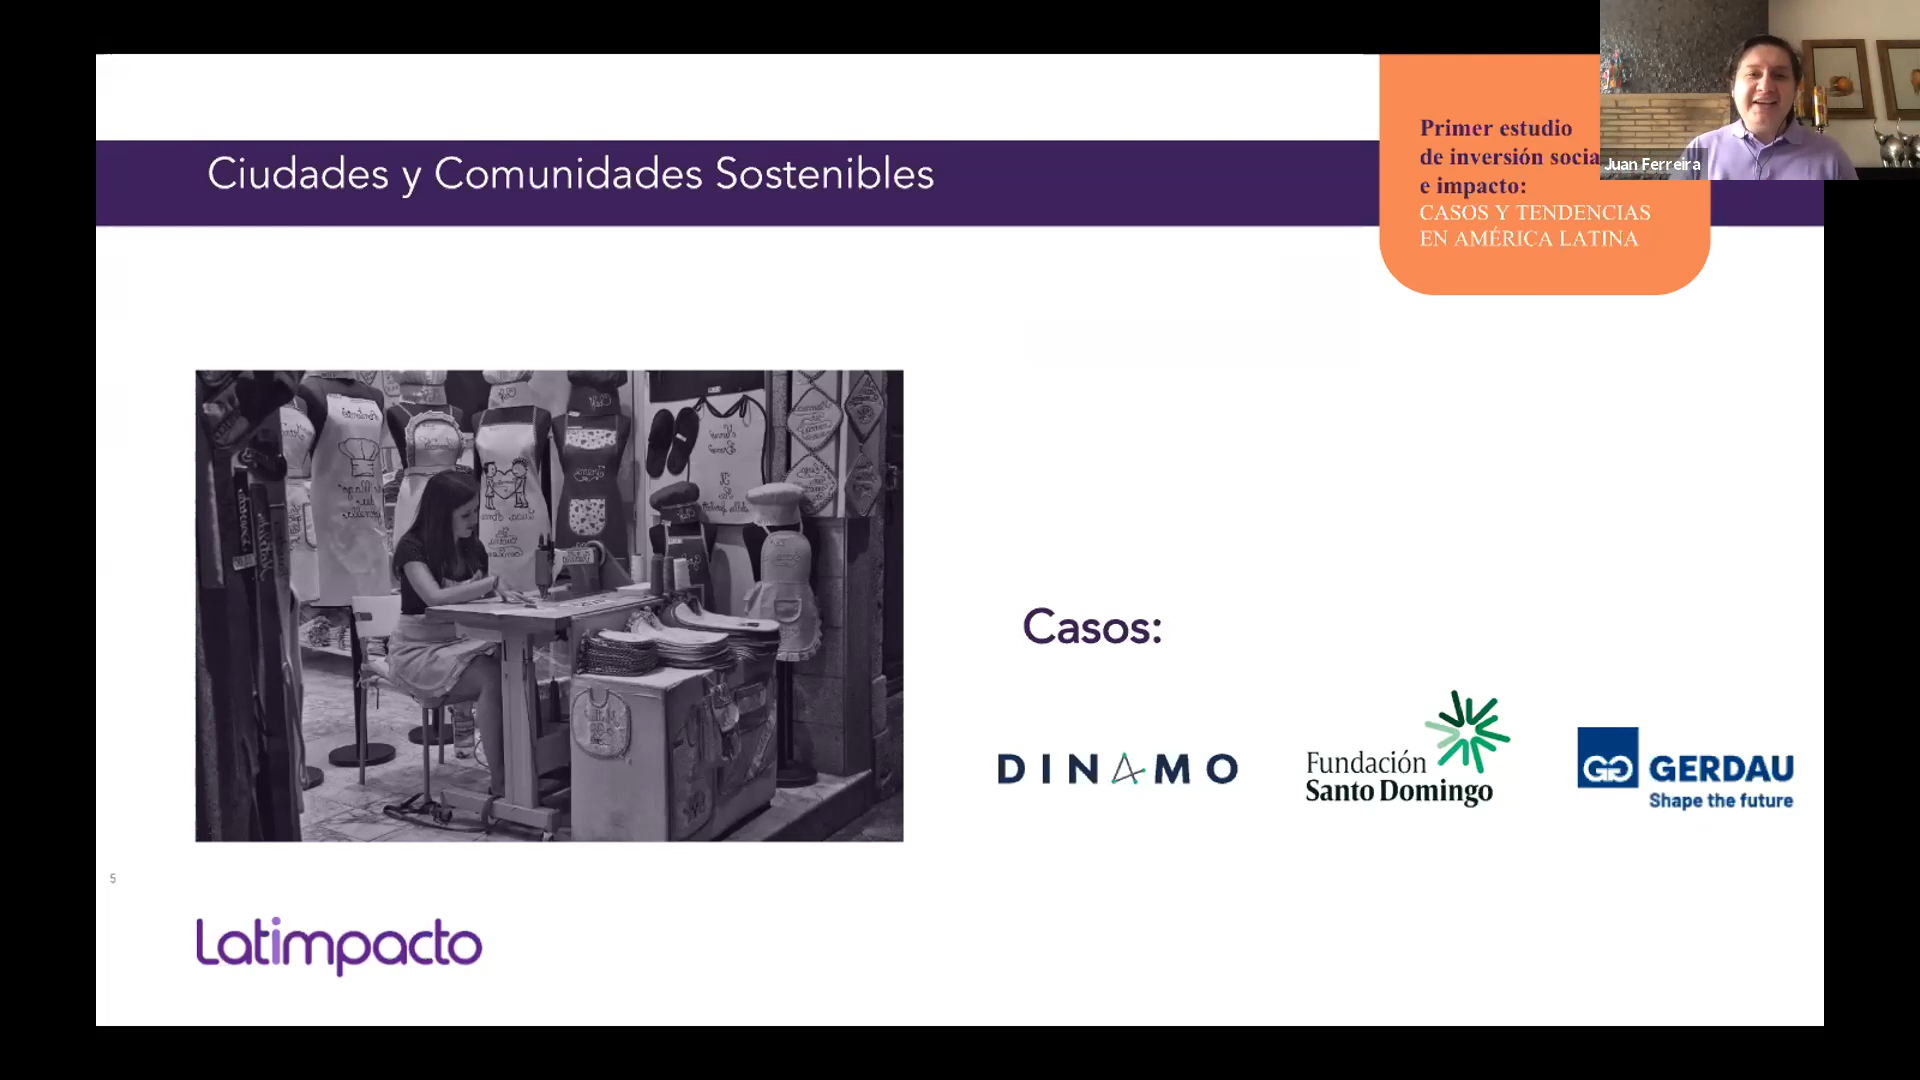 Ciudades y Comunidades Sostenibles
Primer estudio
de inversión socia
e impacto:
CASOS Y TENDENCIAS
EN AMÉRICA LATINA
Juan Ferreira
Casos:
DINAMO
Fundación
Santo Domingo
GERDAU
Shape the future
5
Latimpacto